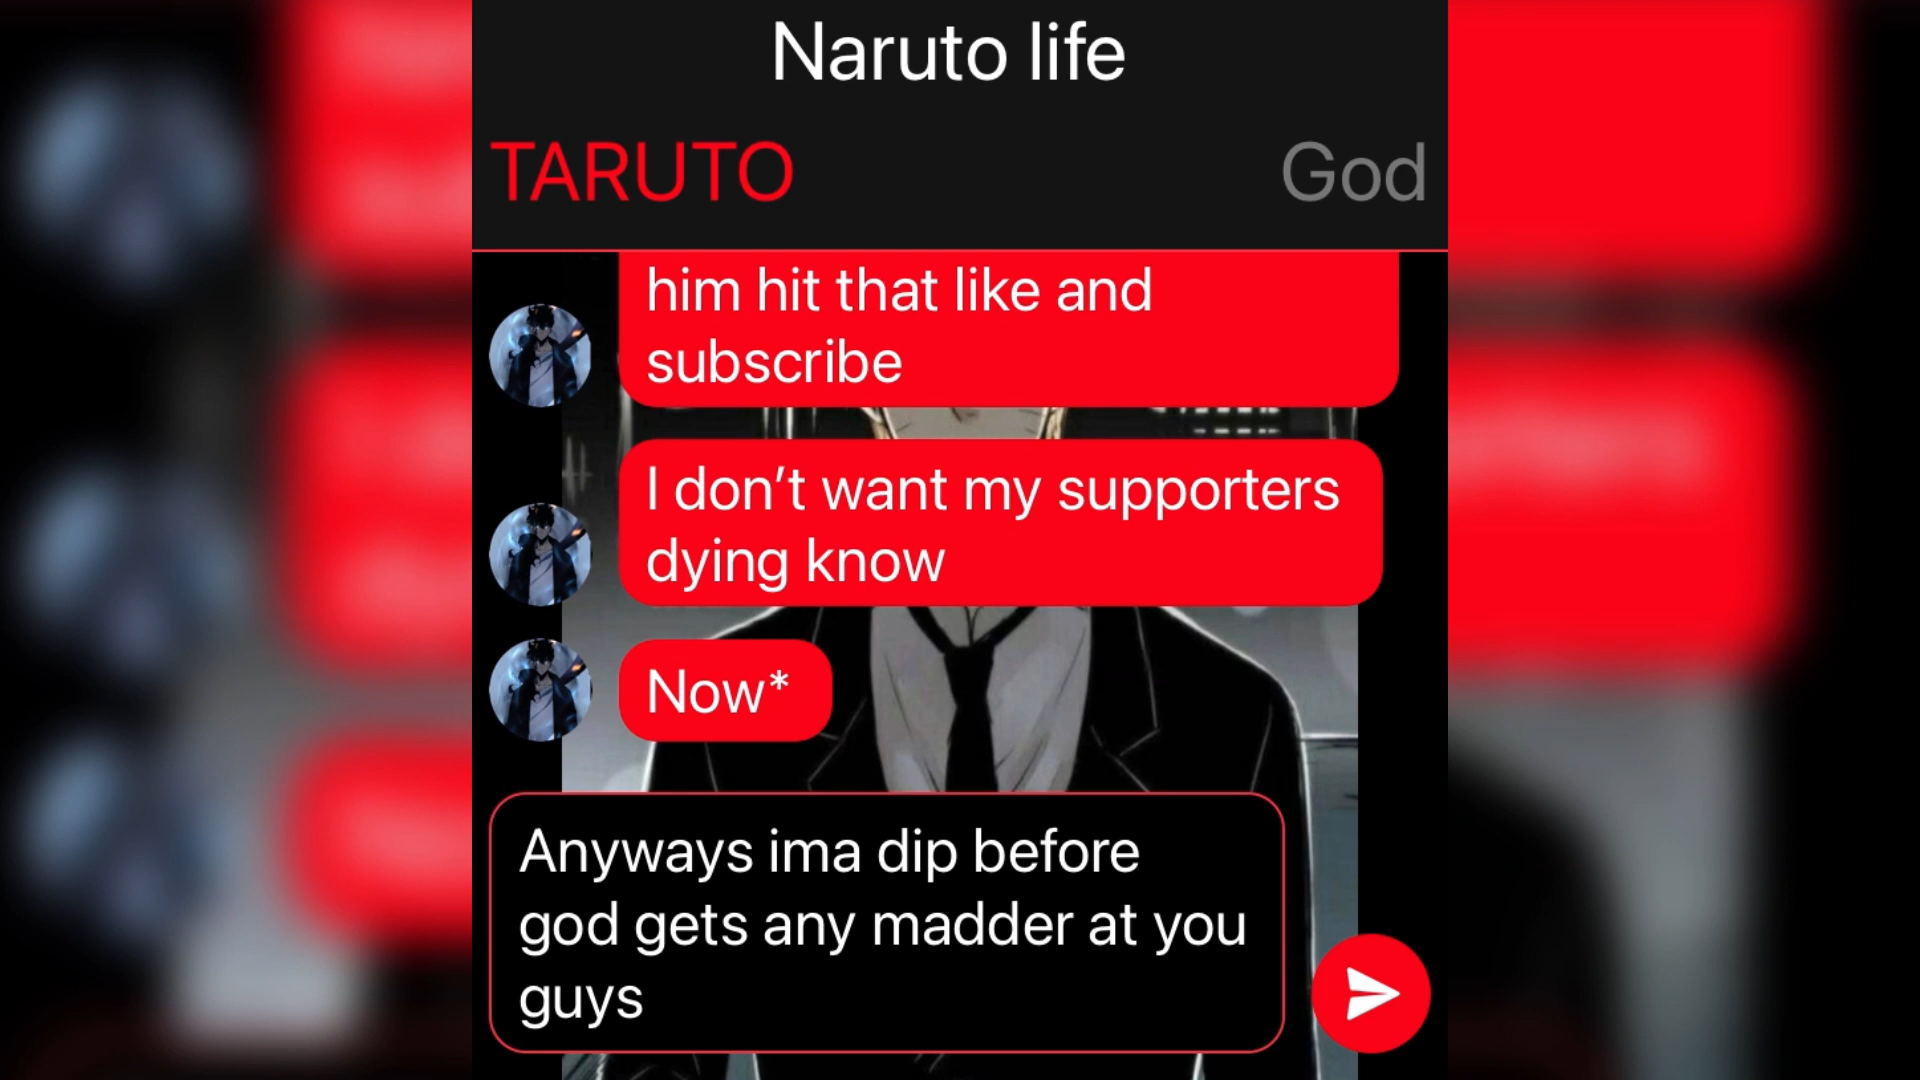 Naruto life
TARUTO
God
him hit that like and
subscribe
I don’t want my supporters
dying know
Now*
Anyways ima dip before
god gets any madder at you
guys